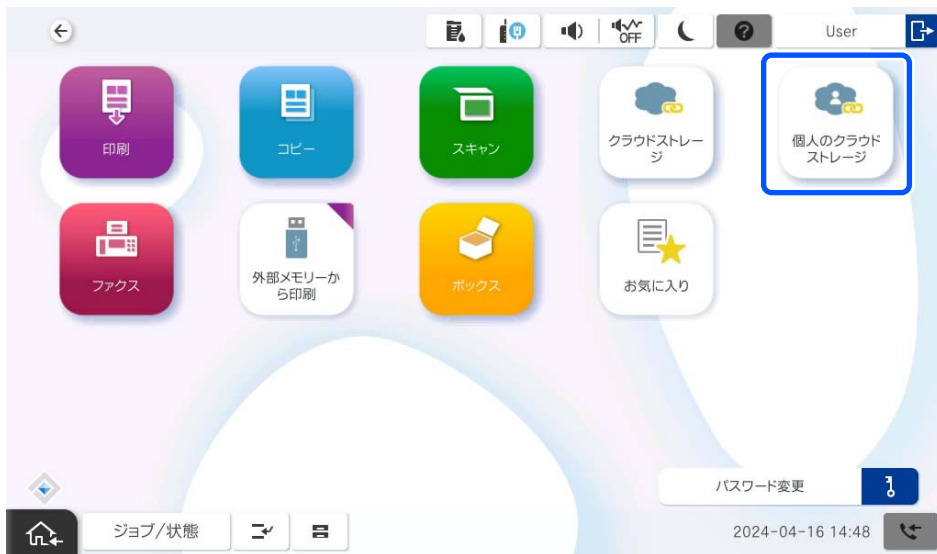 OFF
User
印刷
コピー
スキャン
クラウドストレー
ジ
個人のクラウド
ストレージ
ファクス
外部メモリーか
ら印刷
ボックス
お気に入り
パスワード変更
ジョブ/状態
2024-04-16 14:48